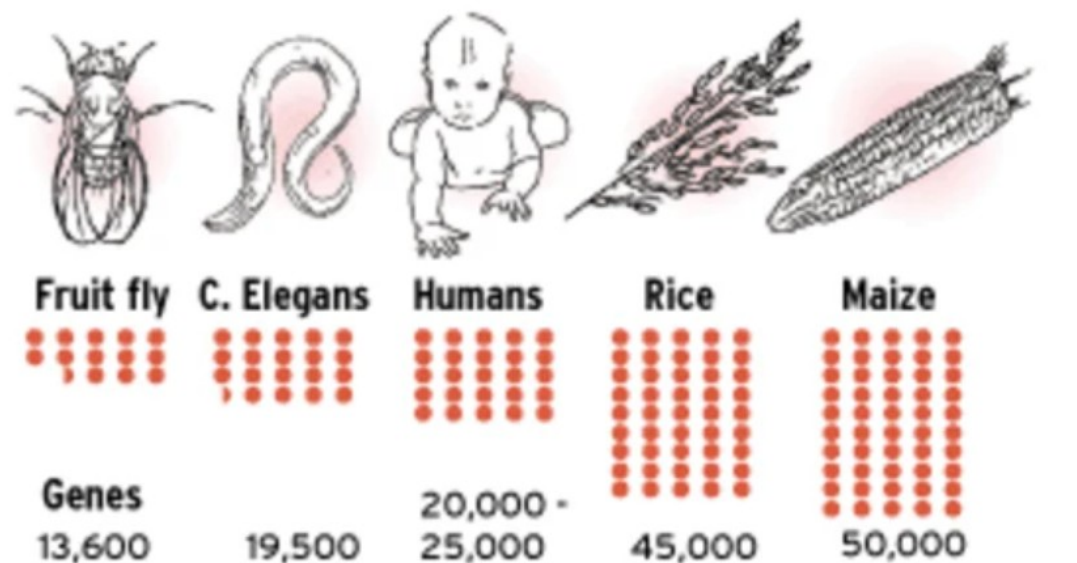 Fruit fly C. Elegans Humans Rice Maize
Genes
20,000 -
13,600 19,500 25,000 45,000 50,000